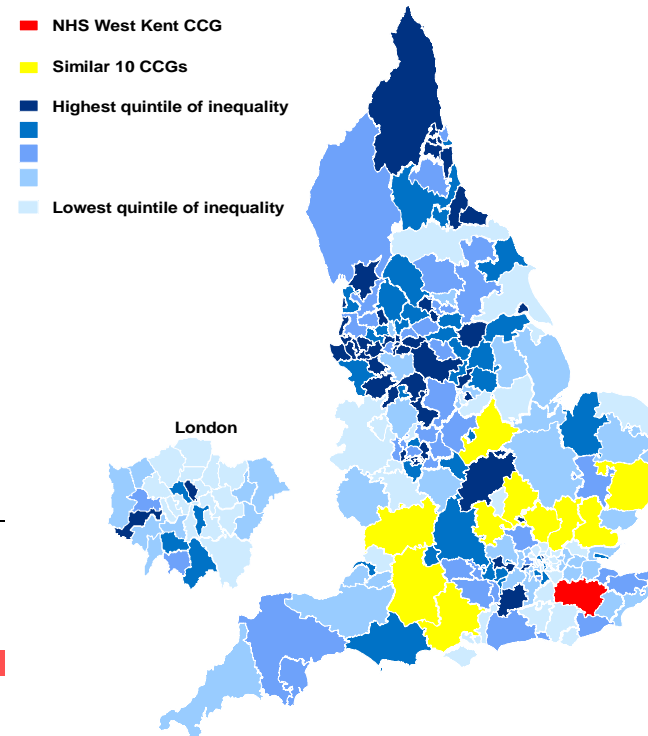 NHS West Kent CCG
Similar 10 CCGs
Highest quintile of inequality
Lowest quintile of inequality
London